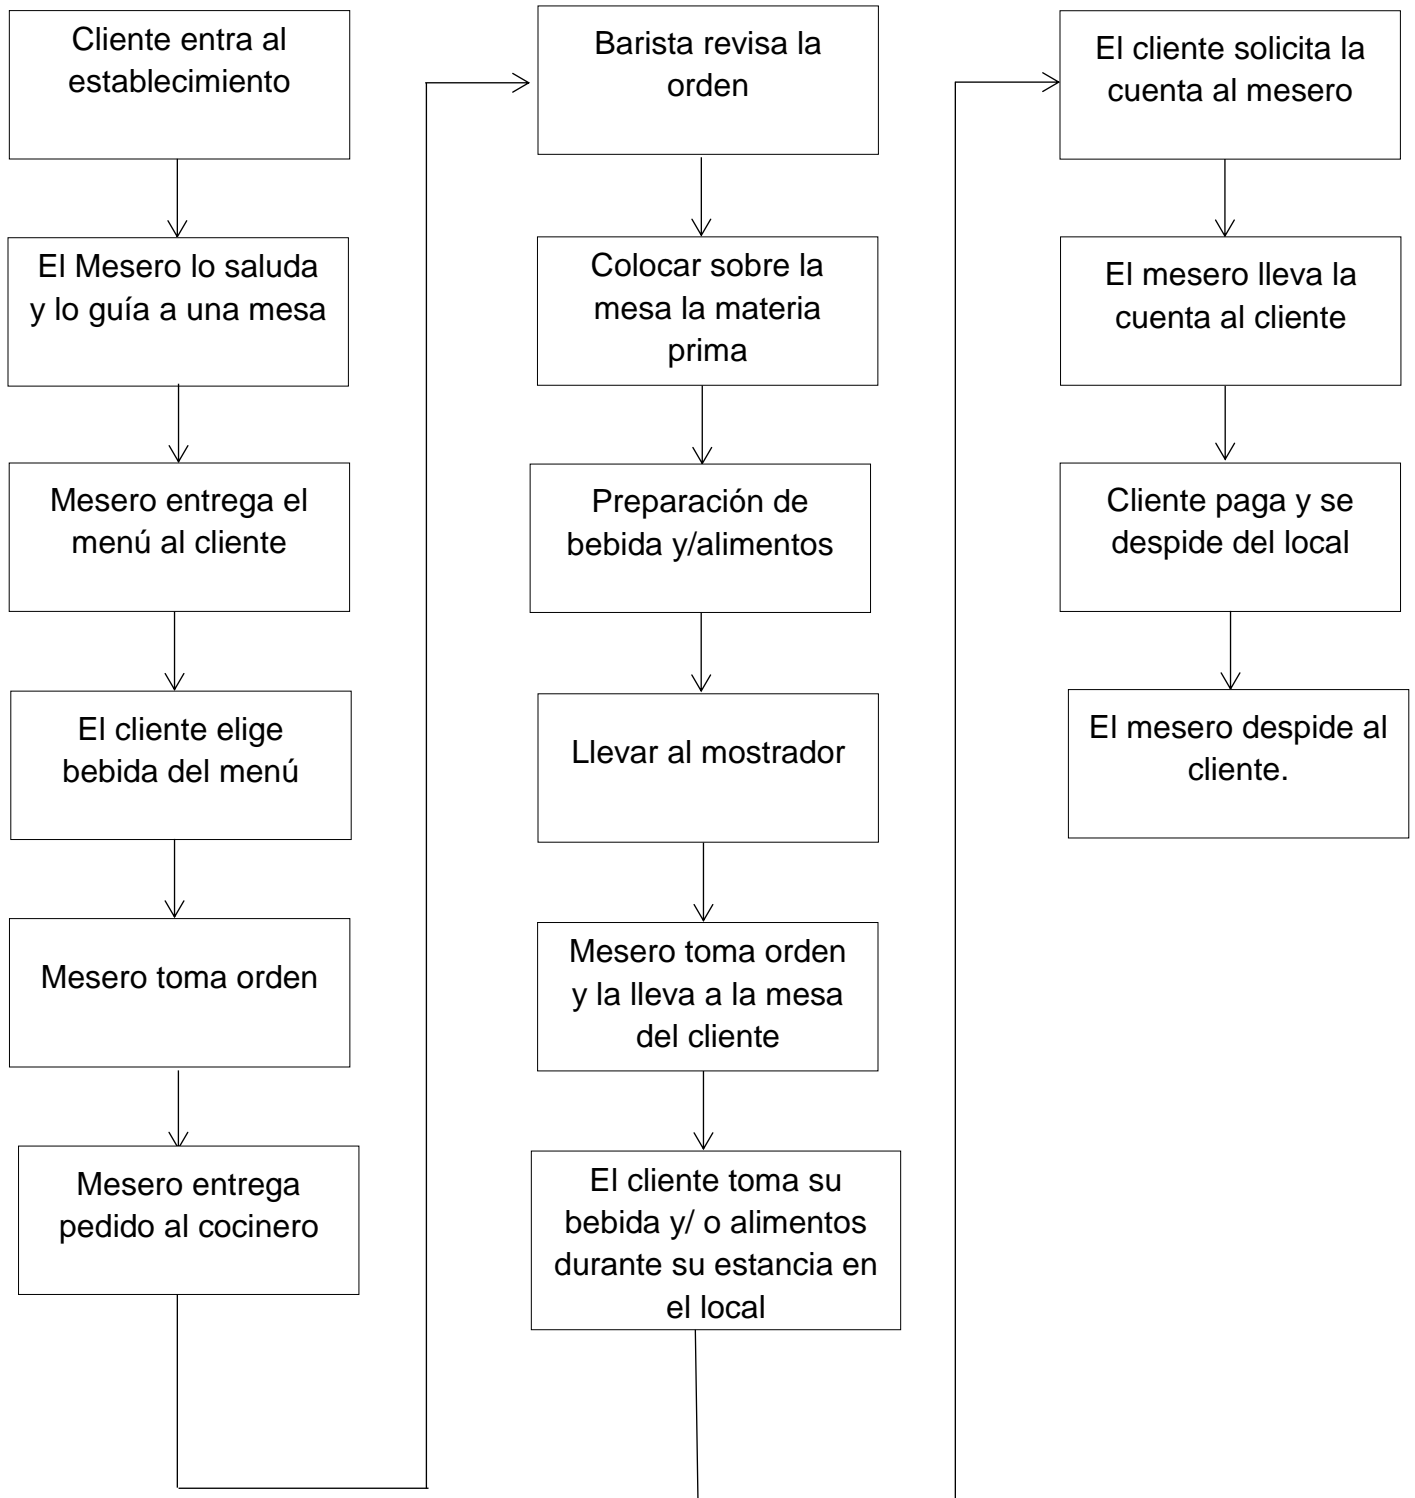 Cliente entra al
establecimiento
El Mesero lo saluda
y lo guía a una mesa
Mesero entrega el
menú al cliente
El cliente elige
bebida del menú
Mesero toma orden
Mesero entrega
pedido al cocinero
Barista revisa la
orden
Colocar sobre la
mesa la materia
prima
Preparación de
bebida y/alimentos
Llevar al mostrador
Mesero toma orden
y la lleva a la mesa
del cliente
El cliente toma su
bebida y/ o alimentos
durante su estancia en
el local
El cliente solicita la
cuenta al mesero
El mesero lleva la
cuenta al cliente
Cliente paga y se
despide del local
El mesero despide al
cliente.